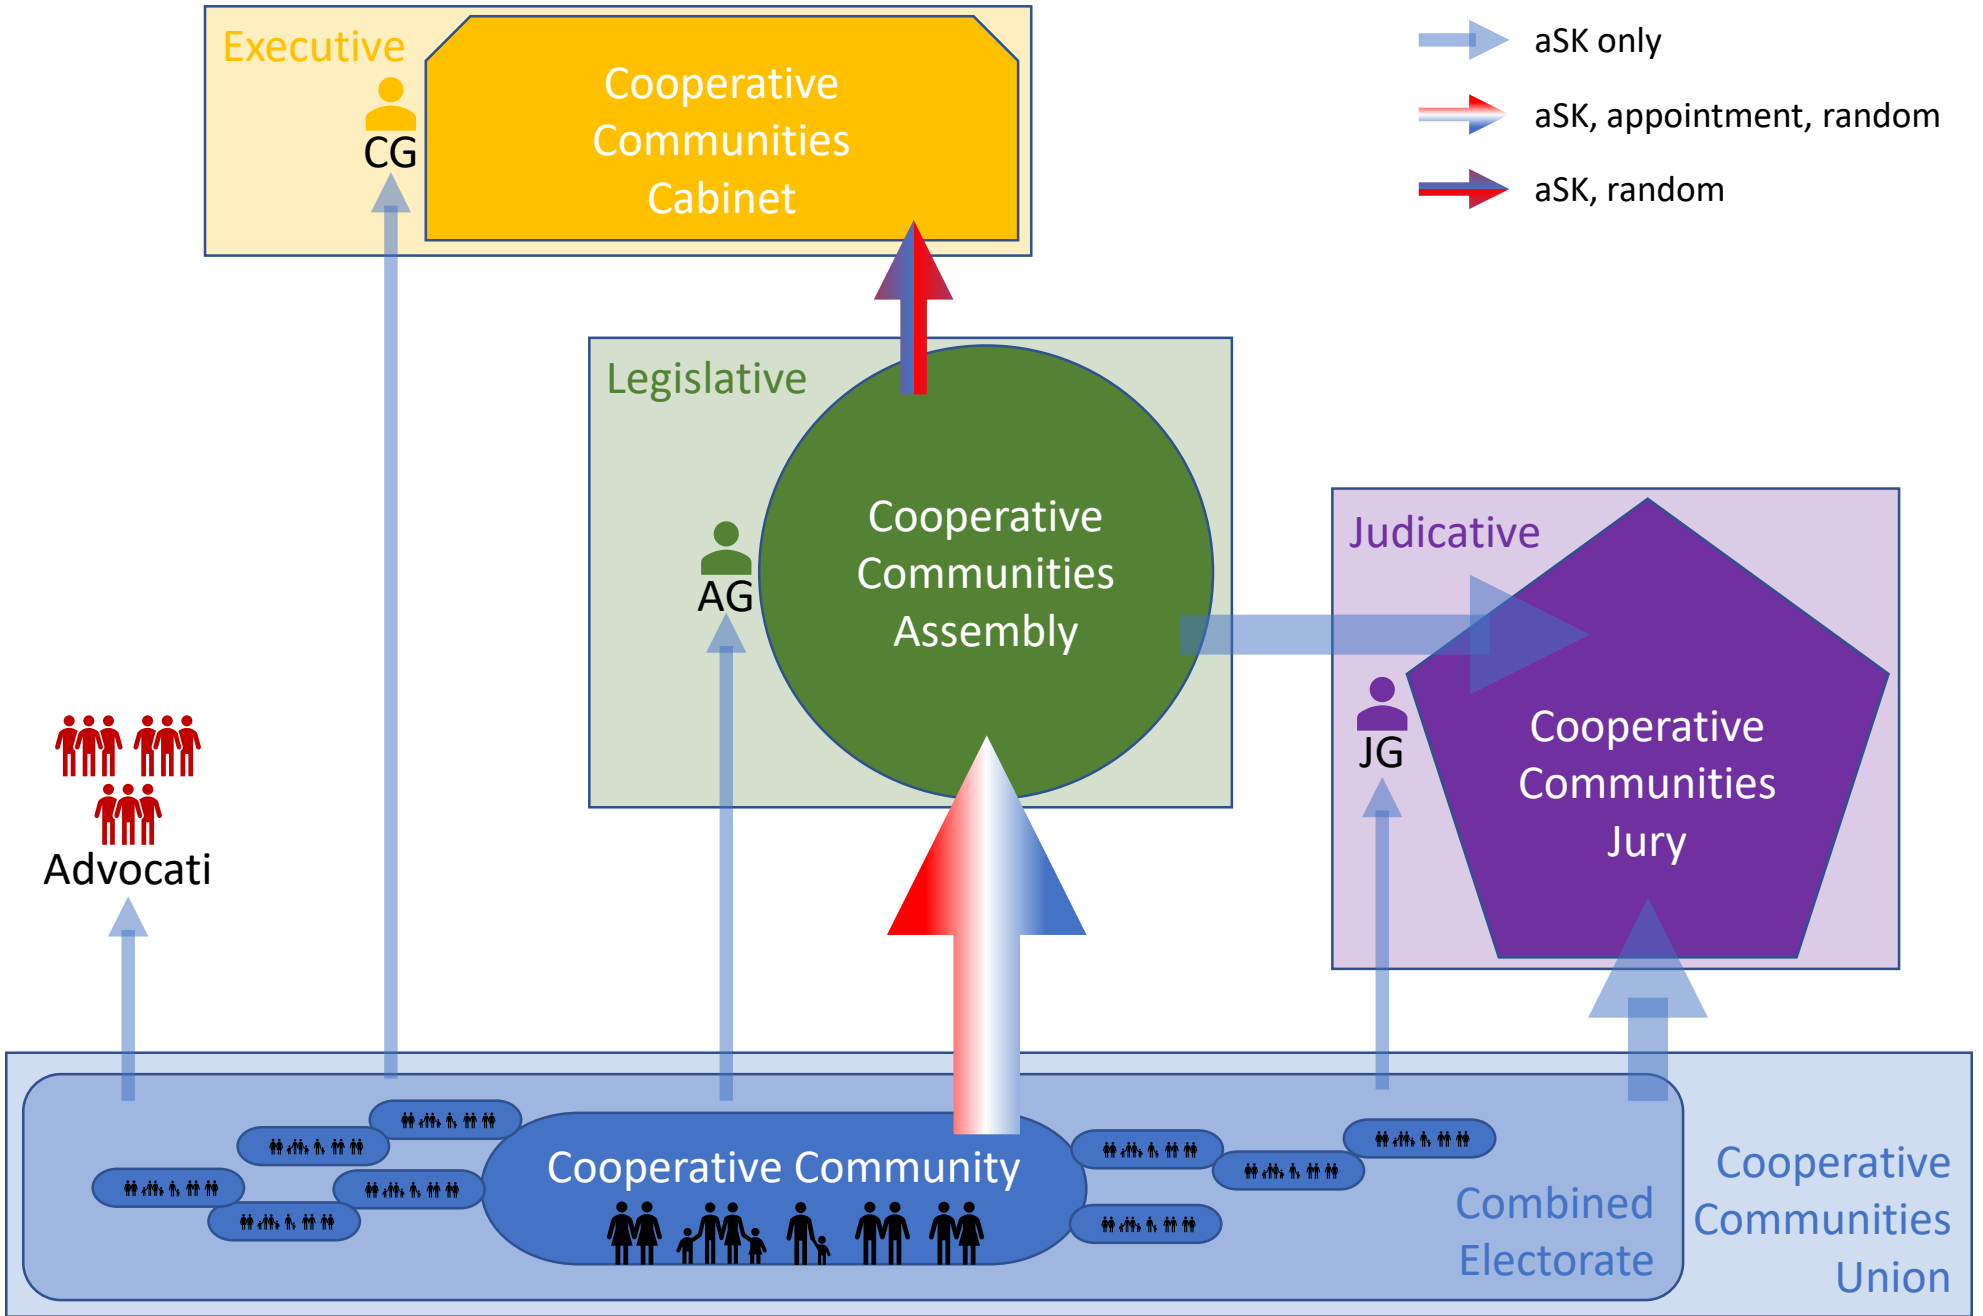 Executive
CG
Cooperative
Communities
Cabinet
aSK only
aSK, appointment, random
aSK, random
Legislative
AG
Cooperative
Communities
Assembly
Judicative
JG
Cooperative
Communities
Jury
Advocati
Cooperative Community
Combined
Electorate
Cooperative
Communities
Union